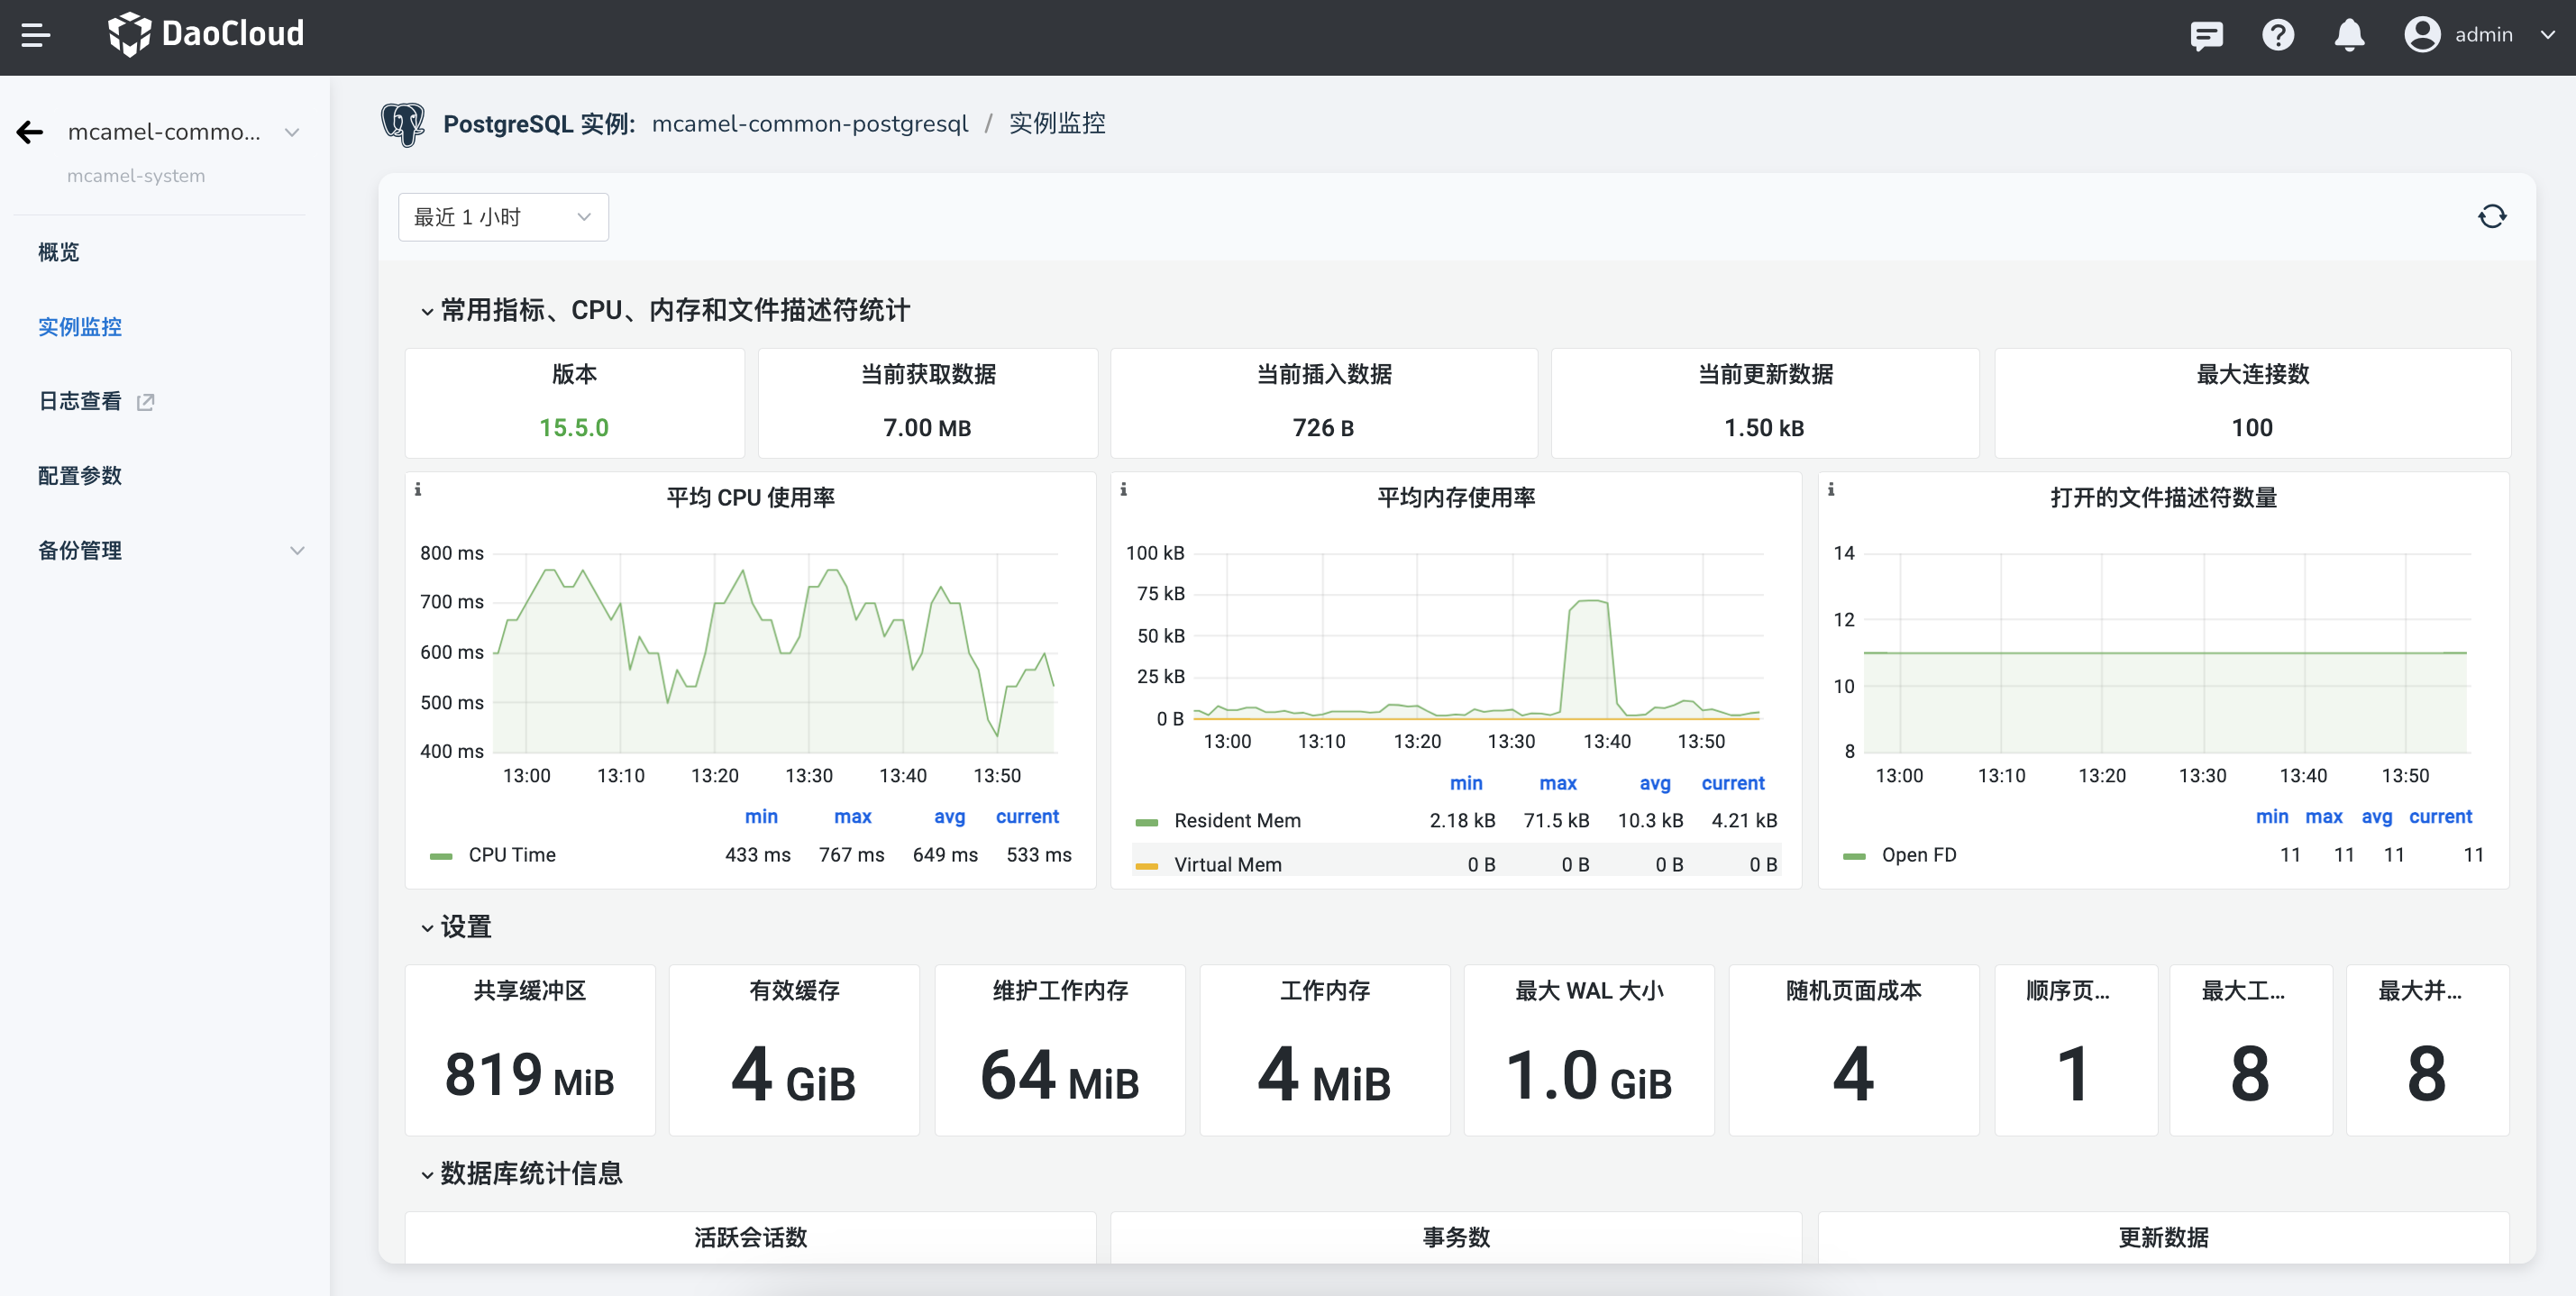 DaoCloud
admin
mcamel-commo...
mcamel-system
概览
实例监控
日志查看
配置参数
备份管理
PostgreSQL 实例: mcamel-common-postgresql / 实例监控
最近 1 小时
常用指标、CPU、内存和文件描述符统计
版本
15.5.0
当前获取数据
7.00 MB
当前插入数据
726 B
当前更新数据
1.50 kB
最大连接数
100
平均 CPU 使用率
800 ms
700 ms
600 ms
500 ms
400 ms
13:00 13:10 13:20 13:30 13:40 13:50
min max avg current
CPU Time 433 ms 767 ms 649 ms 533 ms
平均内存使用率
100 kB
75 kB
50 kB
25 kB
0 B
13:00 13:10 13:20 13:30 13:40 13:50
min max avg current
Resident Mem 2.18 kB 71.5 kB 10.3 kB 4.21 kB
Virtual Mem 0 B 0 B 0 B 0 B
打开的文件描述符数量
14
12
10
8
13:00 13:10 13:20 13:30 13:40 13:50
min max avg current
Open FD 11 11 11 11
设置
共享缓冲区
819 MiB
有效缓存
4 GiB
维护工作内存
64 MiB
工作内存
4 MiB
最大 WAL 大小
1.0 GiB
随机页面成本
4
顺序页...
1
最大工...
8
最大并...
8
数据库统计信息
活跃会话数
事务数
更新数据